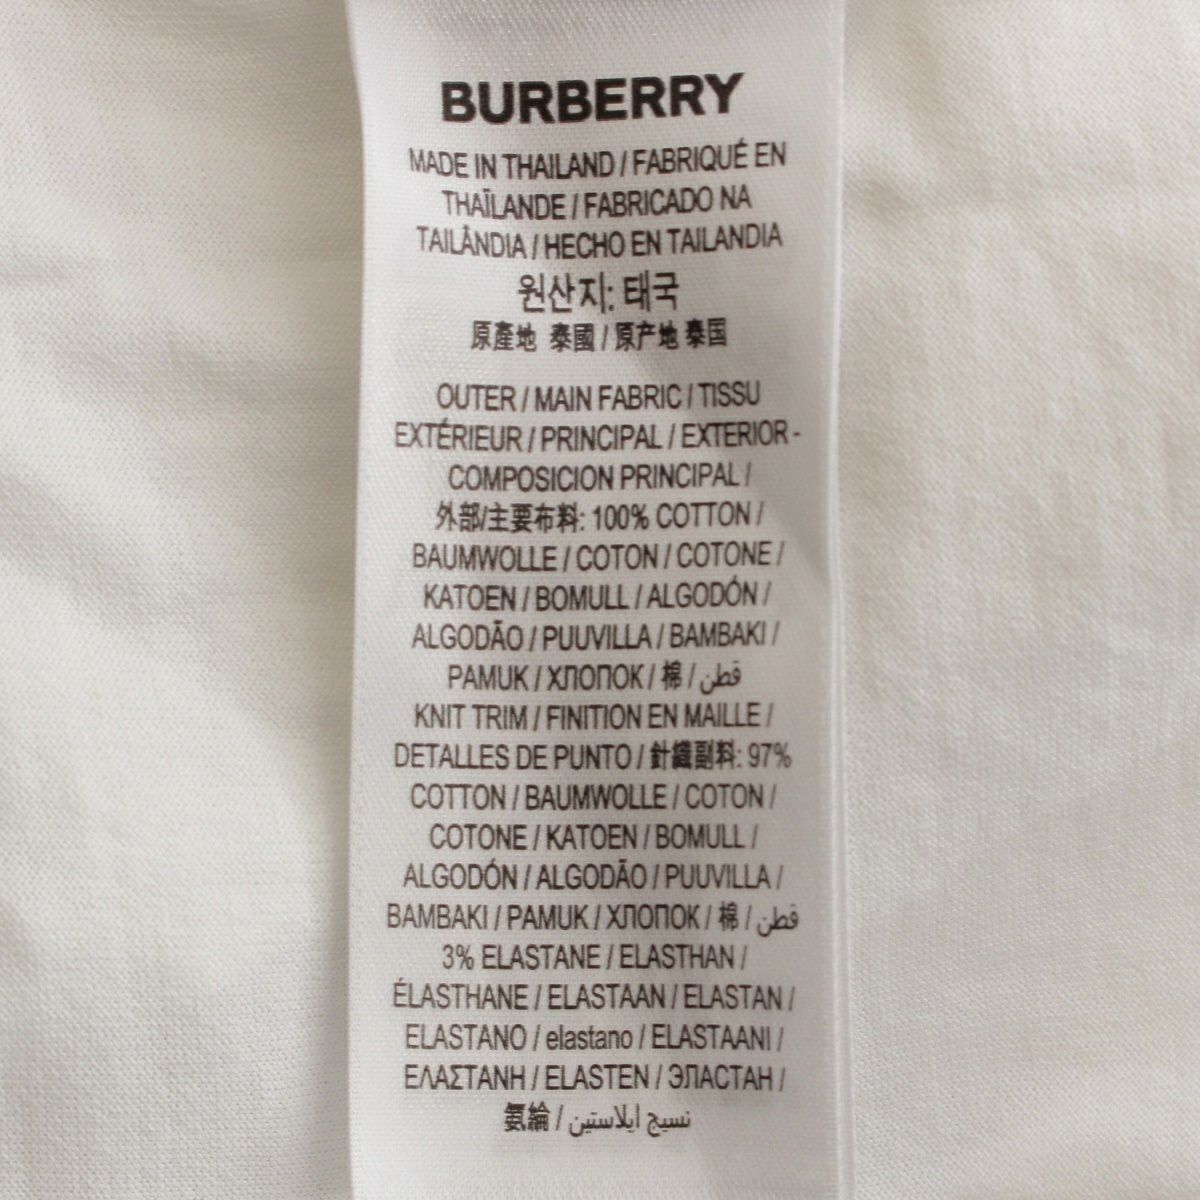 BURBERRY
MADE IN THAILAND / FABRIQUÉ EN
THAÏLANDE / FABRICADO NA
TAILÂNDIA / HECHO EN TAILANDIA
원산지: 태국
原產地 泰國 / 原产地 泰国
OUTER / MAIN FABRIC / TISSU
EXTÉRIEUR / PRINCIPAL / EXTERIOR -
COMPOSICION PRINCIPAL /
外部/主要布料: 100% COTTON /
BAUMWOLLE / COTON / COTONE /
KATOEN / BOMULL / ALGODÓN /
ALGODÃO / PUUVILLA / BAMBAKI /
PAMUK / ХЛОПОК / 棉 / قطن
KNIT TRIM / FINITION EN MAILLE /
DETALLES DE PUNTO / 針織副料: 97%
COTTON / BAUMWOLLE / COTON /
COTONE / KATOEN / BOMULL /
ALGODÓN / ALGODÃO / PUUVILLA /
BAMBAKI / PAMUK / ХЛОПОК / 棉 / قطن
3% ELASTANE / ELASTHAN /
ÉLASTHANE / ELASTAAN / ELASTAN /
ELASTANO / elastano / ELASTAANI /
ΕΛΑΣΤΑΝΗ / ELASTEN / ЭЛАСТАН /
氨綸 / نسيج ايلاستين